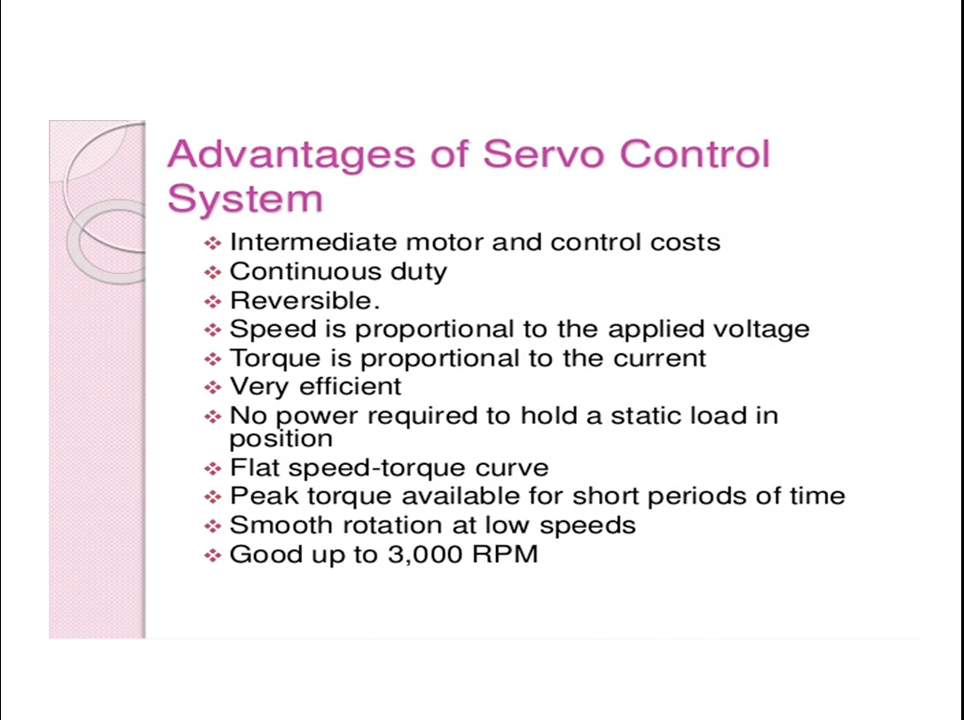 Advantages of Servo Control
System
Intermediate motor and control costs
Continuous duty
Reversible.
Speed is proportional to the applied voltage
Torque is proportional to the current
Very efficient
No power required to hold a static load in
position
Flat speed-torque curve
Peak torque available for short periods of time
Smooth rotation at low speeds
Good up to 3,000 RPM